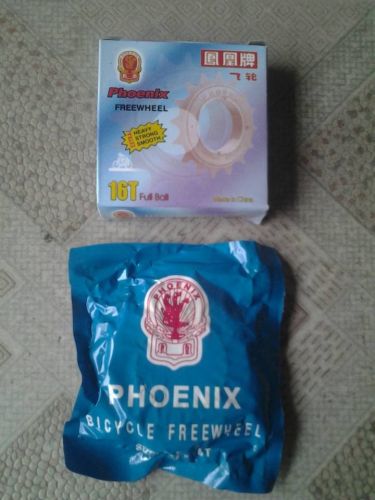 鳳凰牌
飞轮
Phoenix
FREEWHEEL
HEAVY
STRONG
SMOOTH
16T Full Ball
Made in China
PHOENIX
PHOENIX
BICYCLE FREEWHEEL